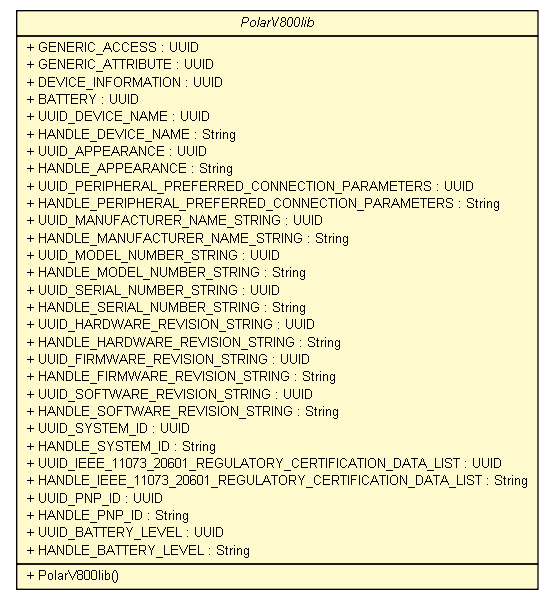 PolarV800lib
+ GENERIC_ACCESS : UUID
+ GENERIC_ATTRIBUTE : UUID
+ DEVICE_INFORMATION : UUID
+ BATTERY : UUID
+ UUID_DEVICE_NAME : UUID
+ HANDLE_DEVICE_NAME : String
+ UUID_APPEARANCE : UUID
+ HANDLE_APPEARANCE : String
+ UUID_PERIPHERAL_PREFERRED_CONNECTION_PARAMETERS : UUID
+ HANDLE_PERIPHERAL_PREFERRED_CONNECTION_PARAMETERS : String
+ UUID_MANUFACTURER_NAME_STRING : UUID
+ HANDLE_MANUFACTURER_NAME_STRING : String
+ UUID_MODEL_NUMBER_STRING : UUID
+ HANDLE_MODEL_NUMBER_STRING : String
+ UUID_SERIAL_NUMBER_STRING : UUID
+ HANDLE_SERIAL_NUMBER_STRING : String
+ UUID_HARDWARE_REVISION_STRING : UUID
+ HANDLE_HARDWARE_REVISION_STRING : String
+ UUID_FIRMWARE_REVISION_STRING : UUID
+ HANDLE_FIRMWARE_REVISION_STRING : String
+ UUID_SOFTWARE_REVISION_STRING : UUID
+ HANDLE_SOFTWARE_REVISION_STRING : String
+ UUID_SYSTEM_ID : UUID
+ HANDLE_SYSTEM_ID : String
+ UUID_IEEE_11073_20601_REGULATORY_CERTIFICATION_DATA_LIST : UUID
+ HANDLE_IEEE_11073_20601_REGULATORY_CERTIFICATION_DATA_LIST : String
+ UUID_PNP_ID : UUID
+ HANDLE_PNP_ID : String
+ UUID_BATTERY_LEVEL : UUID
+ HANDLE_BATTERY_LEVEL : String
+ PolarV800lib()